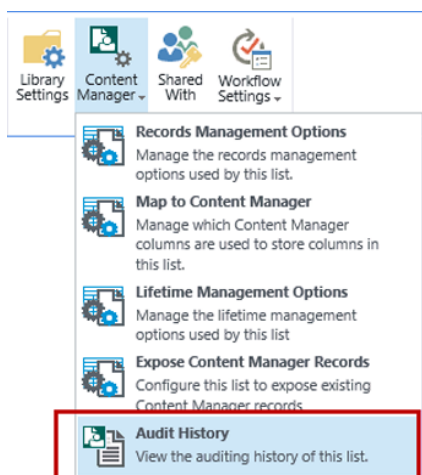 Library Content Shared Workflow
Settings Manager With Settings
Records Management Options
Manage the records management
options used by this list.
Map to Content Manager
Manage which Content Manager
columns are used to store columns in
this list.
Lifetime Management Options
Manage the lifetime management
options used by this list
Expose Content Manager Records
Configure this list to expose existing
Content Manager records
Audit History
View the auditing history of this list.